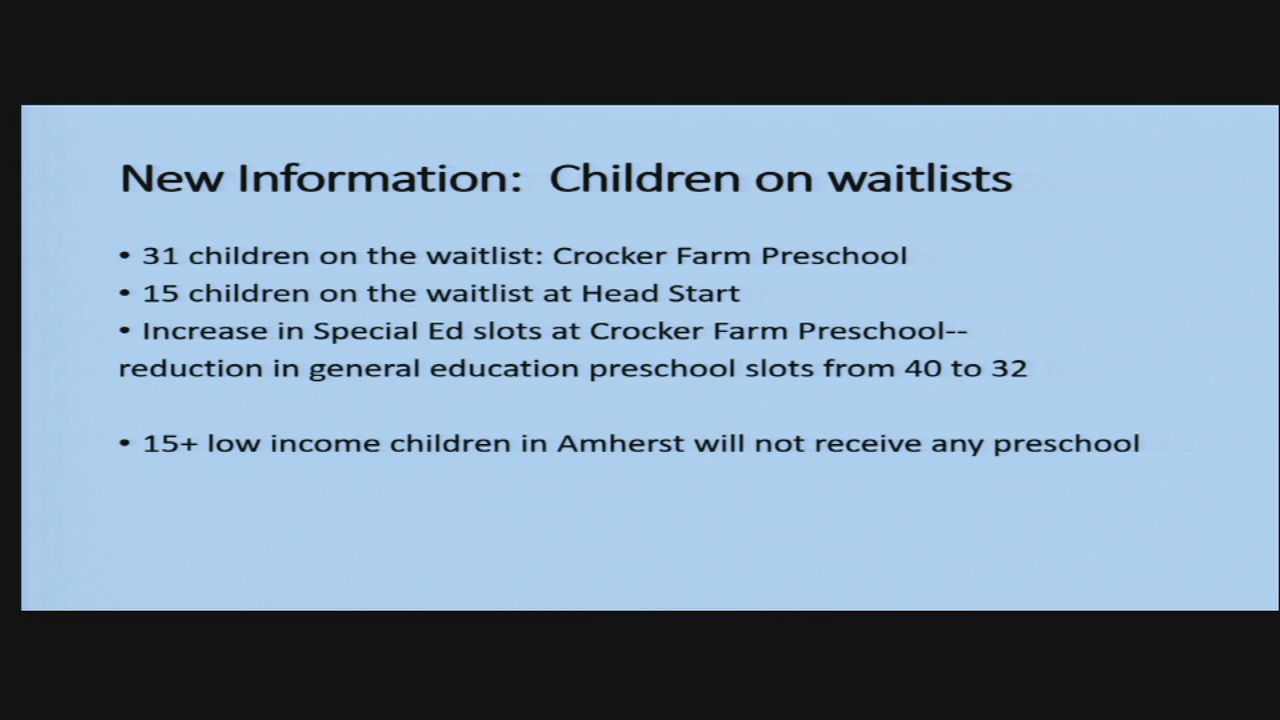 New Information: Children on waitlists
• 31 children on the waitlist: Crocker Farm Preschool
• 15 children on the waitlist at Head Start
• Increase in Special Ed slots at Crocker Farm Preschool--
reduction in general education preschool slots from 40 to 32
• 15+ low income children in Amherst will not receive any preschool